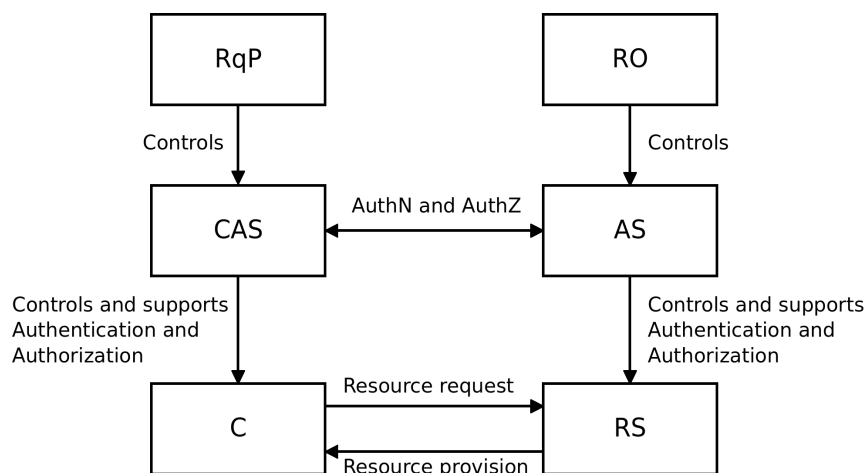 RqP
RO
Controls
Controls
CAS
AuthN and AuthZ
AS
Controls and supports
Authentication and
Authorization
Controls and supports
Authentication and
Authorization
C
Resource request
RS
Resource provision